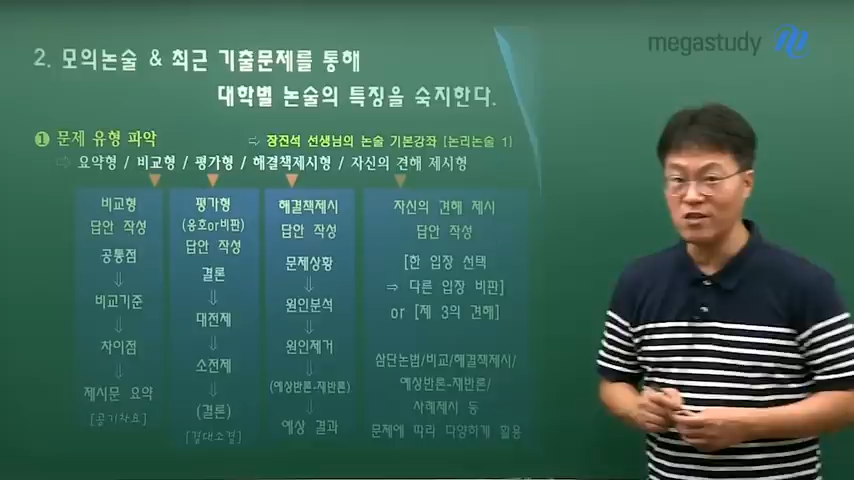 megastudy
2. 모의논술 & 최근 기출문제를 통해
대학별 논술의 특징을 숙지한다.
❶ 문제 유형 파악 ⇨ 장진석 선생님의 논술 기본강좌 [논리논술 1]
⇨ 요약형 / 비교형 / 평가형 / 해결책제시형 / 자신의 견해 제시형
비교형
답안 작성
공통점
⇓
비교기준
⇓
차이점
⇓
제시문 요약
[공기차요]
평가형
(옹호or비판)
답안 작성
결론
⇓
대전제
⇓
소전제
⇓
(결론)
[결대소결]
해결책제시
답안 작성
문제상황
⇓
원인분석
⇓
원인제거
⇓
(예상반론-재반론)
⇓
예상 결과
자신의 견해 제시
답안 작성
[한 입장 선택
⇒ 다른 입장 비판]
or [제 3의 견해]
삼단논법/비교/해결책제시/
예상반론-재반론/
사례제시 등
문제에 따라 다양하게 활용